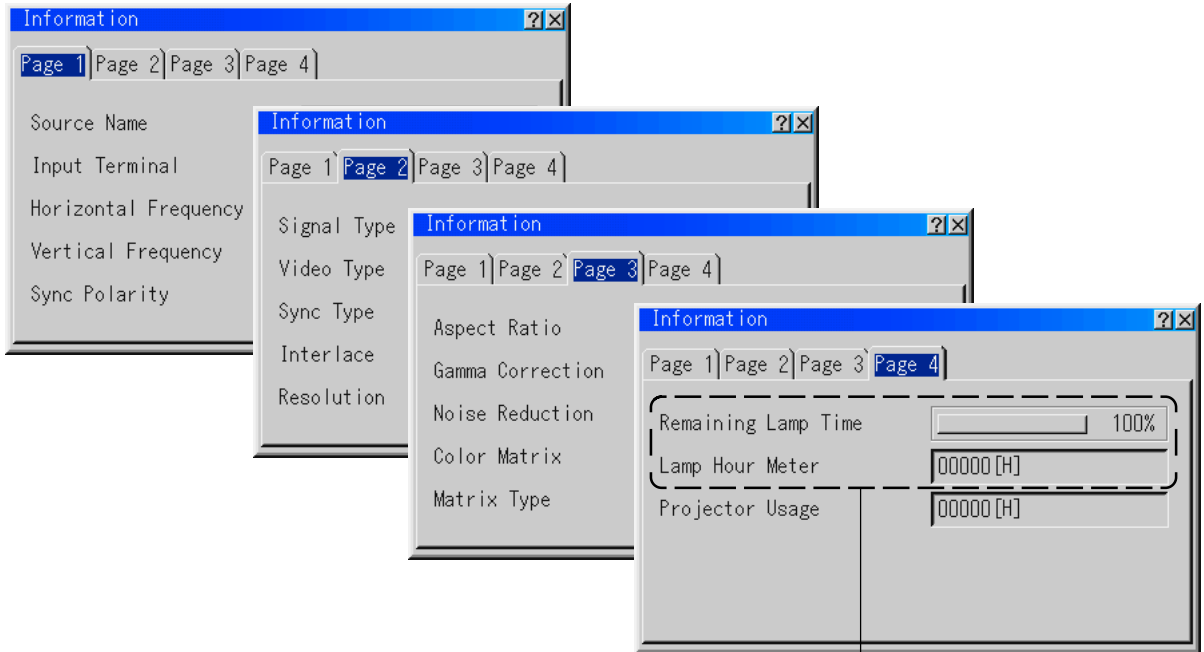 Information
Page 1 Page 2 Page 3 Page 4
Source Name
Input Terminal
Horizontal Frequency
Vertical Frequency
Sync Polarity
Information
Page 1 Page 2 Page 3 Page 4
Signal Type
Video Type
Sync Type
Interlace
Resolution
Information
Page 1 Page 2 Page 3 Page 4
Aspect Ratio
Gamma Correction
Noise Reduction
Color Matrix
Matrix Type
Information
Page 1 Page 2 Page 3 Page 4
Remaining Lamp Time 100%
Lamp Hour Meter 00000[H]
Projector Usage 00000[H]